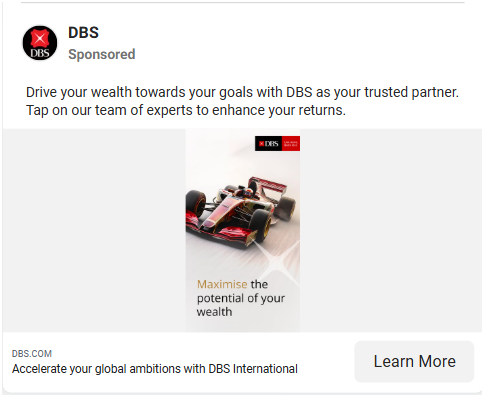 DBS
DBS
Sponsored
Drive your wealth towards your goals with DBS as your trusted partner.
Tap on our team of experts to enhance your returns.
DBS
Maximise the
potential of your
wealth
DBS.COM
Accelerate your global ambitions with DBS International
Learn More